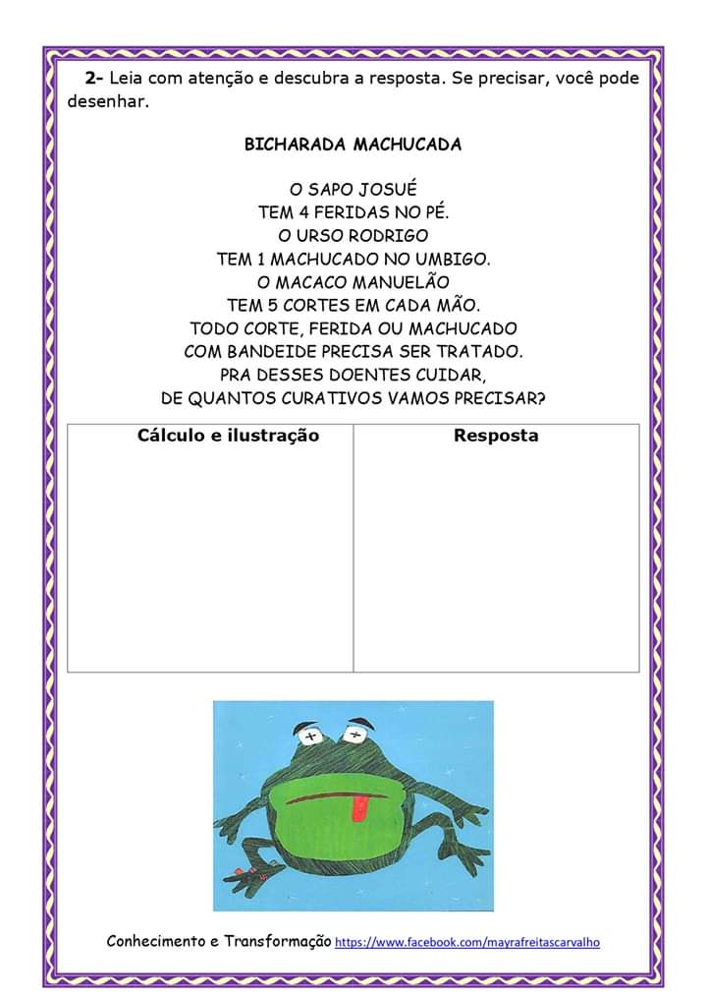 2- Leia com atenção e descubra a resposta. Se precisar, você pode
desenhar.
BICHARADA MACHUCADA
O SAPO JOSUÉ
TEM 4 FERIDAS NO PÉ.
O URSO RODRIGO
TEM 1 MACHUCADO NO UMBIGO.
O MACACO MANUELÃO
TEM 5 CORTES EM CADA MÃO.
TODO CORTE, FERIDA OU MACHUCADO
COM BANDEIDE PRECISA SER TRATADO.
PRA DESSES DOENTES CUIDAR,
DE QUANTOS CURATIVOS VAMOS PRECISAR?
Cálculo e ilustração
Resposta
Conhecimento e Transformação https://www.facebook.com/mayrafreitascarvalho